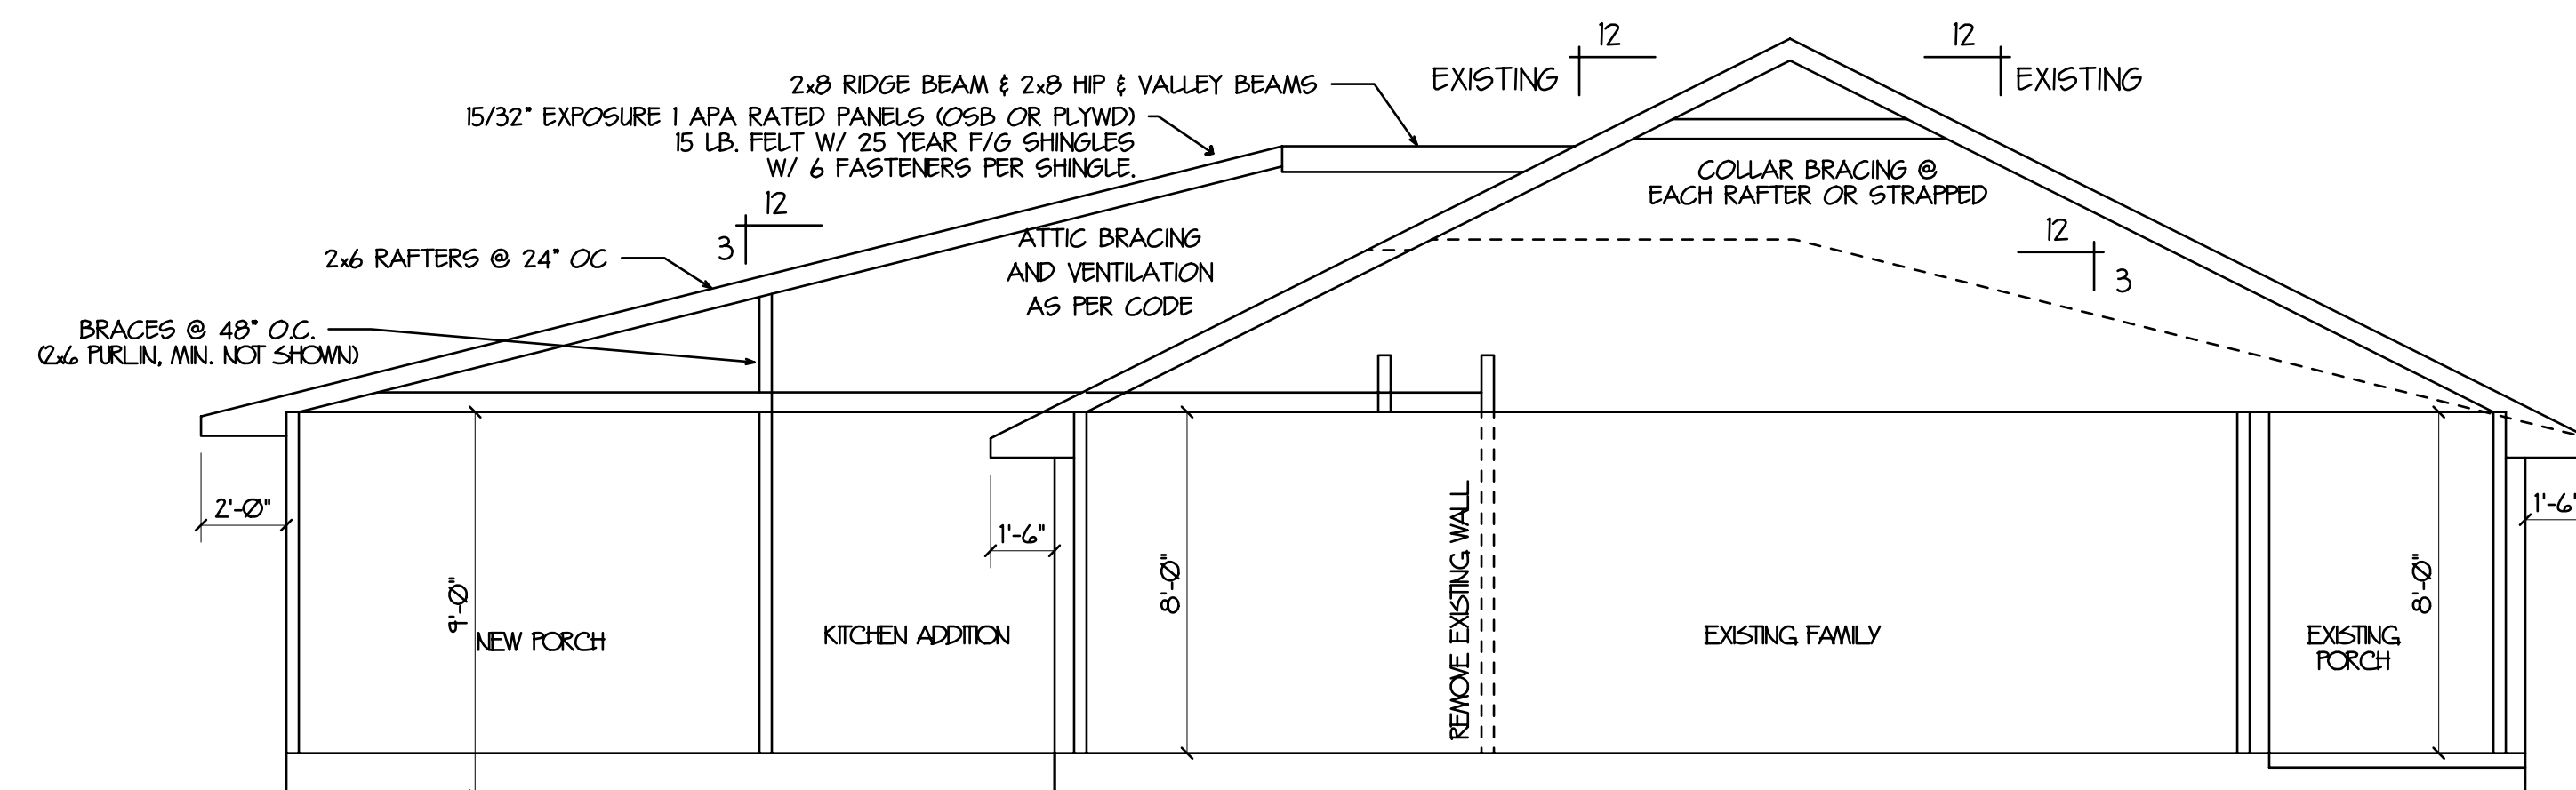 12
12
EXISTING
EXISTING
2x8 RIDGE BEAM & 2x8 HIP & VALLEY BEAMS
15/32" EXPOSURE 1 APA RATED PANELS (OSB OR PLYWD)
15 LB. FELT W/ 25 YEAR F/G SHINGLES
W/ 6 FASTENERS PER SHINGLE.
COLLAR BRACING @
EACH RAFTER OR STRAPPED
12
3
12
3
2x6 RAFTERS @ 24" OC
ATTIC BRACING
AND VENTILATION
AS PER CODE
BRACES @ 48" O.C.
(2x6 PURLIN, MIN. NOT SHOWN)
2'-0"
1'-6"
1'-6"
9'-0"
8'-0"
8'-0"
REMOVE EXISTING WALL
NEW PORCH
KITCHEN ADDITION
EXISTING FAMILY
EXISTING
PORCH